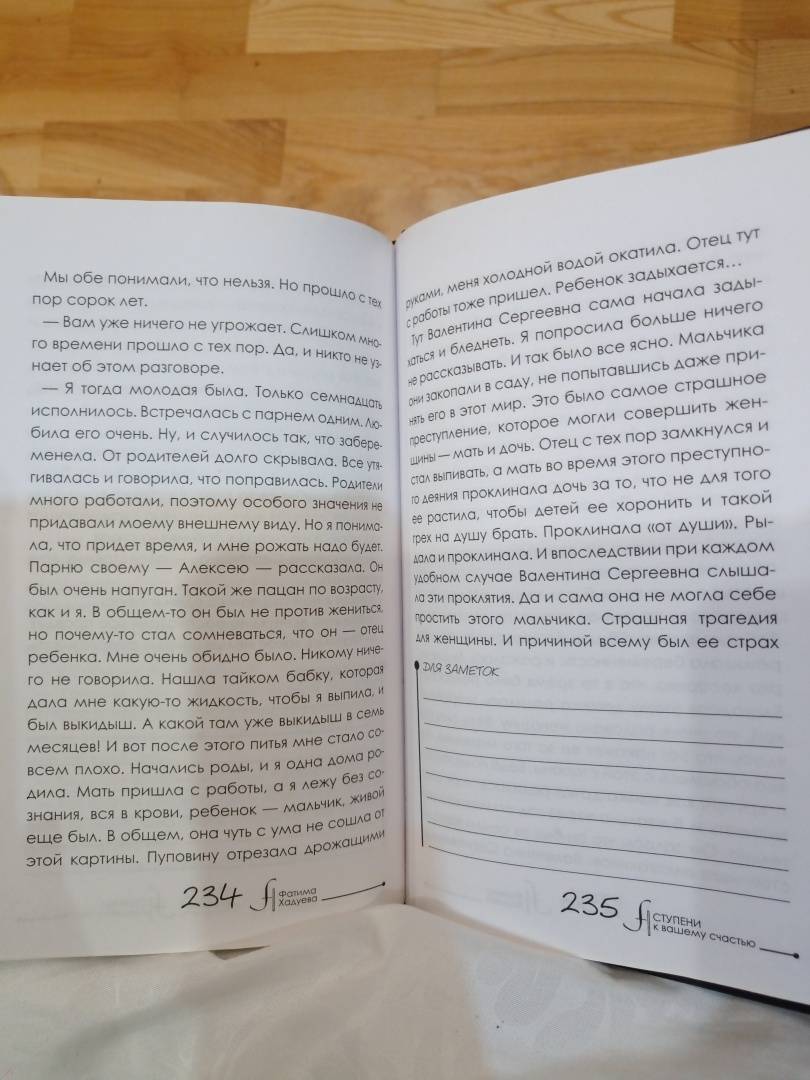 Мы обе понимали, что нельзя. Но прошло с тех
пор сорок лет.
— Вам уже ничего не угрожает. Слишком мно-
го времени прошло с тех пор. Да, и никто не уз-
нает об этом разговоре.
— Я тогда молодая была. Только семнадцать
исполнилось. Встречалась с парнем одним. Лю-
била его очень. Ну, и случилось так, что забере-
менела. От родителей долго скрывала. Все утя-
гивалась и говорила, что поправилась. Родители
много работали, поэтому особого значения не
придавали моему внешнему виду. Но я понима-
ла, что придет время, и мне рожать надо будет.
Парню своему — Алексею — рассказала. Он
был очень напуган. Такой же пацан по возрасту,
как и я. В общем-то он был не против жениться,
но почему-то стал сомневаться, что он — отец
ребенка. Мне очень обидно было. Никому ниче-
го не говорила. Нашла тайком бабку, которая
дала мне какую-то жидкость, чтобы я выпила, и
был выкидыш. А какой там уже выкидыш в семь
месяцев! И вот после этого питья мне стало со-
всем плохо. Начались роды, и я одна дома ро-
дила. Мать пришла с работы, а я лежу без со-
знания, вся в крови, ребенок — мальчик, живой
еще был. В общем, она чуть с ума не сошла от
этой картины. Пуповину отрезала дрожащими
234 Фатима
Хадуева
руками, меня холодной водой окатила. Отец тут
с работы тоже пришел. Ребенок задыхается...
Тут Валентина Сергеевна сама начала зады-
хаться и бледнеть. Я попросила больше ничего
не рассказывать. И так было все ясно. Мальчика
они закопали в саду, не попытавшись даже при-
нять его в этот мир. Это было самое страшное
преступление, которое могли совершить жен-
щины — мать и дочь. Отец с тех пор замкнулся и
стал выпивать, а мать во время этого преступно-
го деяния проклинала дочь за то, что не для того
ее растила, чтобы детей ее хоронить и такой
грех на душу брать. Проклинала «от души». Ры-
дала и проклинала. И впоследствии при каждом
удобном случае Валентина Сергеевна слыша-
ла эти проклятия. Да и сама она не могла себе
простить этого мальчика. Страшная трагедия
для женщины. И причиной всему был ее страх
ДЛЯ ЗАМЕТОК
235 СТУПЕНИ
к вашему счастью